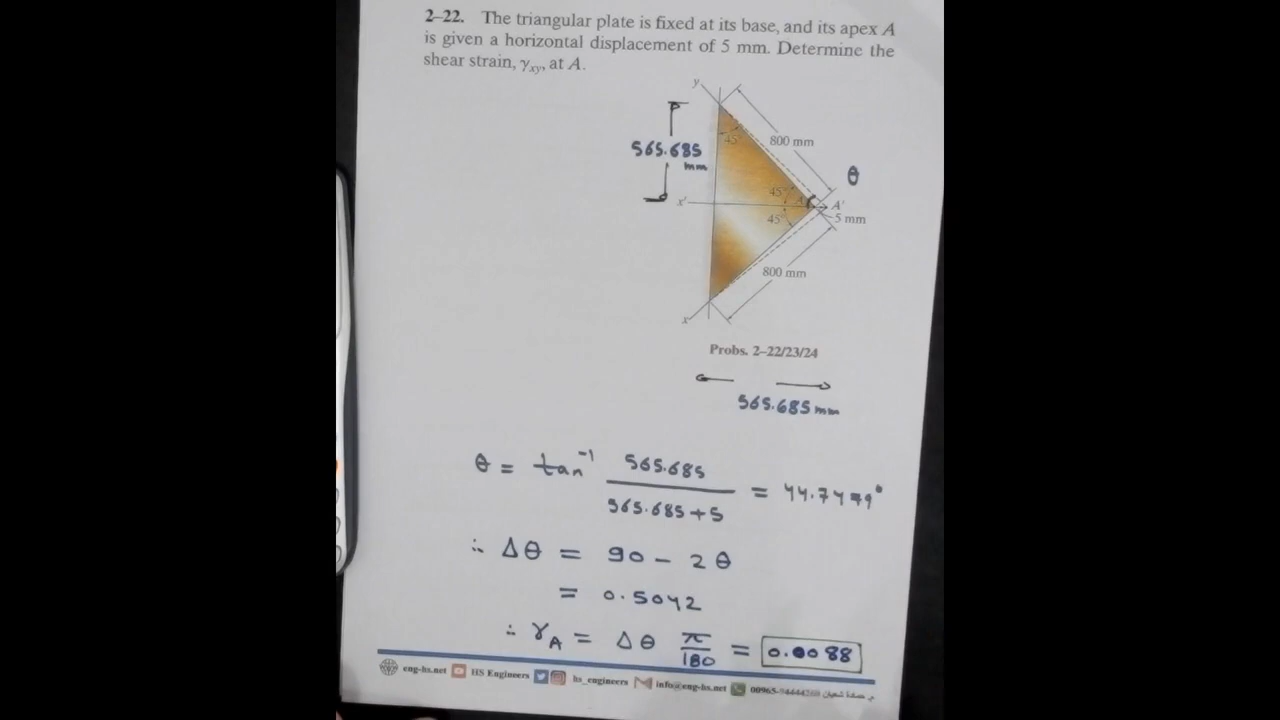 2–22. The triangular plate is fixed at its base, and its apex A
is given a horizontal displacement of 5 mm. Determine the
shear strain, γxy, at A.
y
800 mm
565.685
mm
45°
θ
45°
A
x'
A'
45°
5 mm
800 mm
x
Probs. 2–22/23/24
565.685 mm
θ = tan⁻¹ 565.685 / 565.685 + 5 = 44.7479°
∴ Δθ = 90 – 2θ
= 0.5042
∴ γA = Δθ π/180 = 0.0088
eng-hs.net HS Engineers hs_engineers info@eng-hs.net